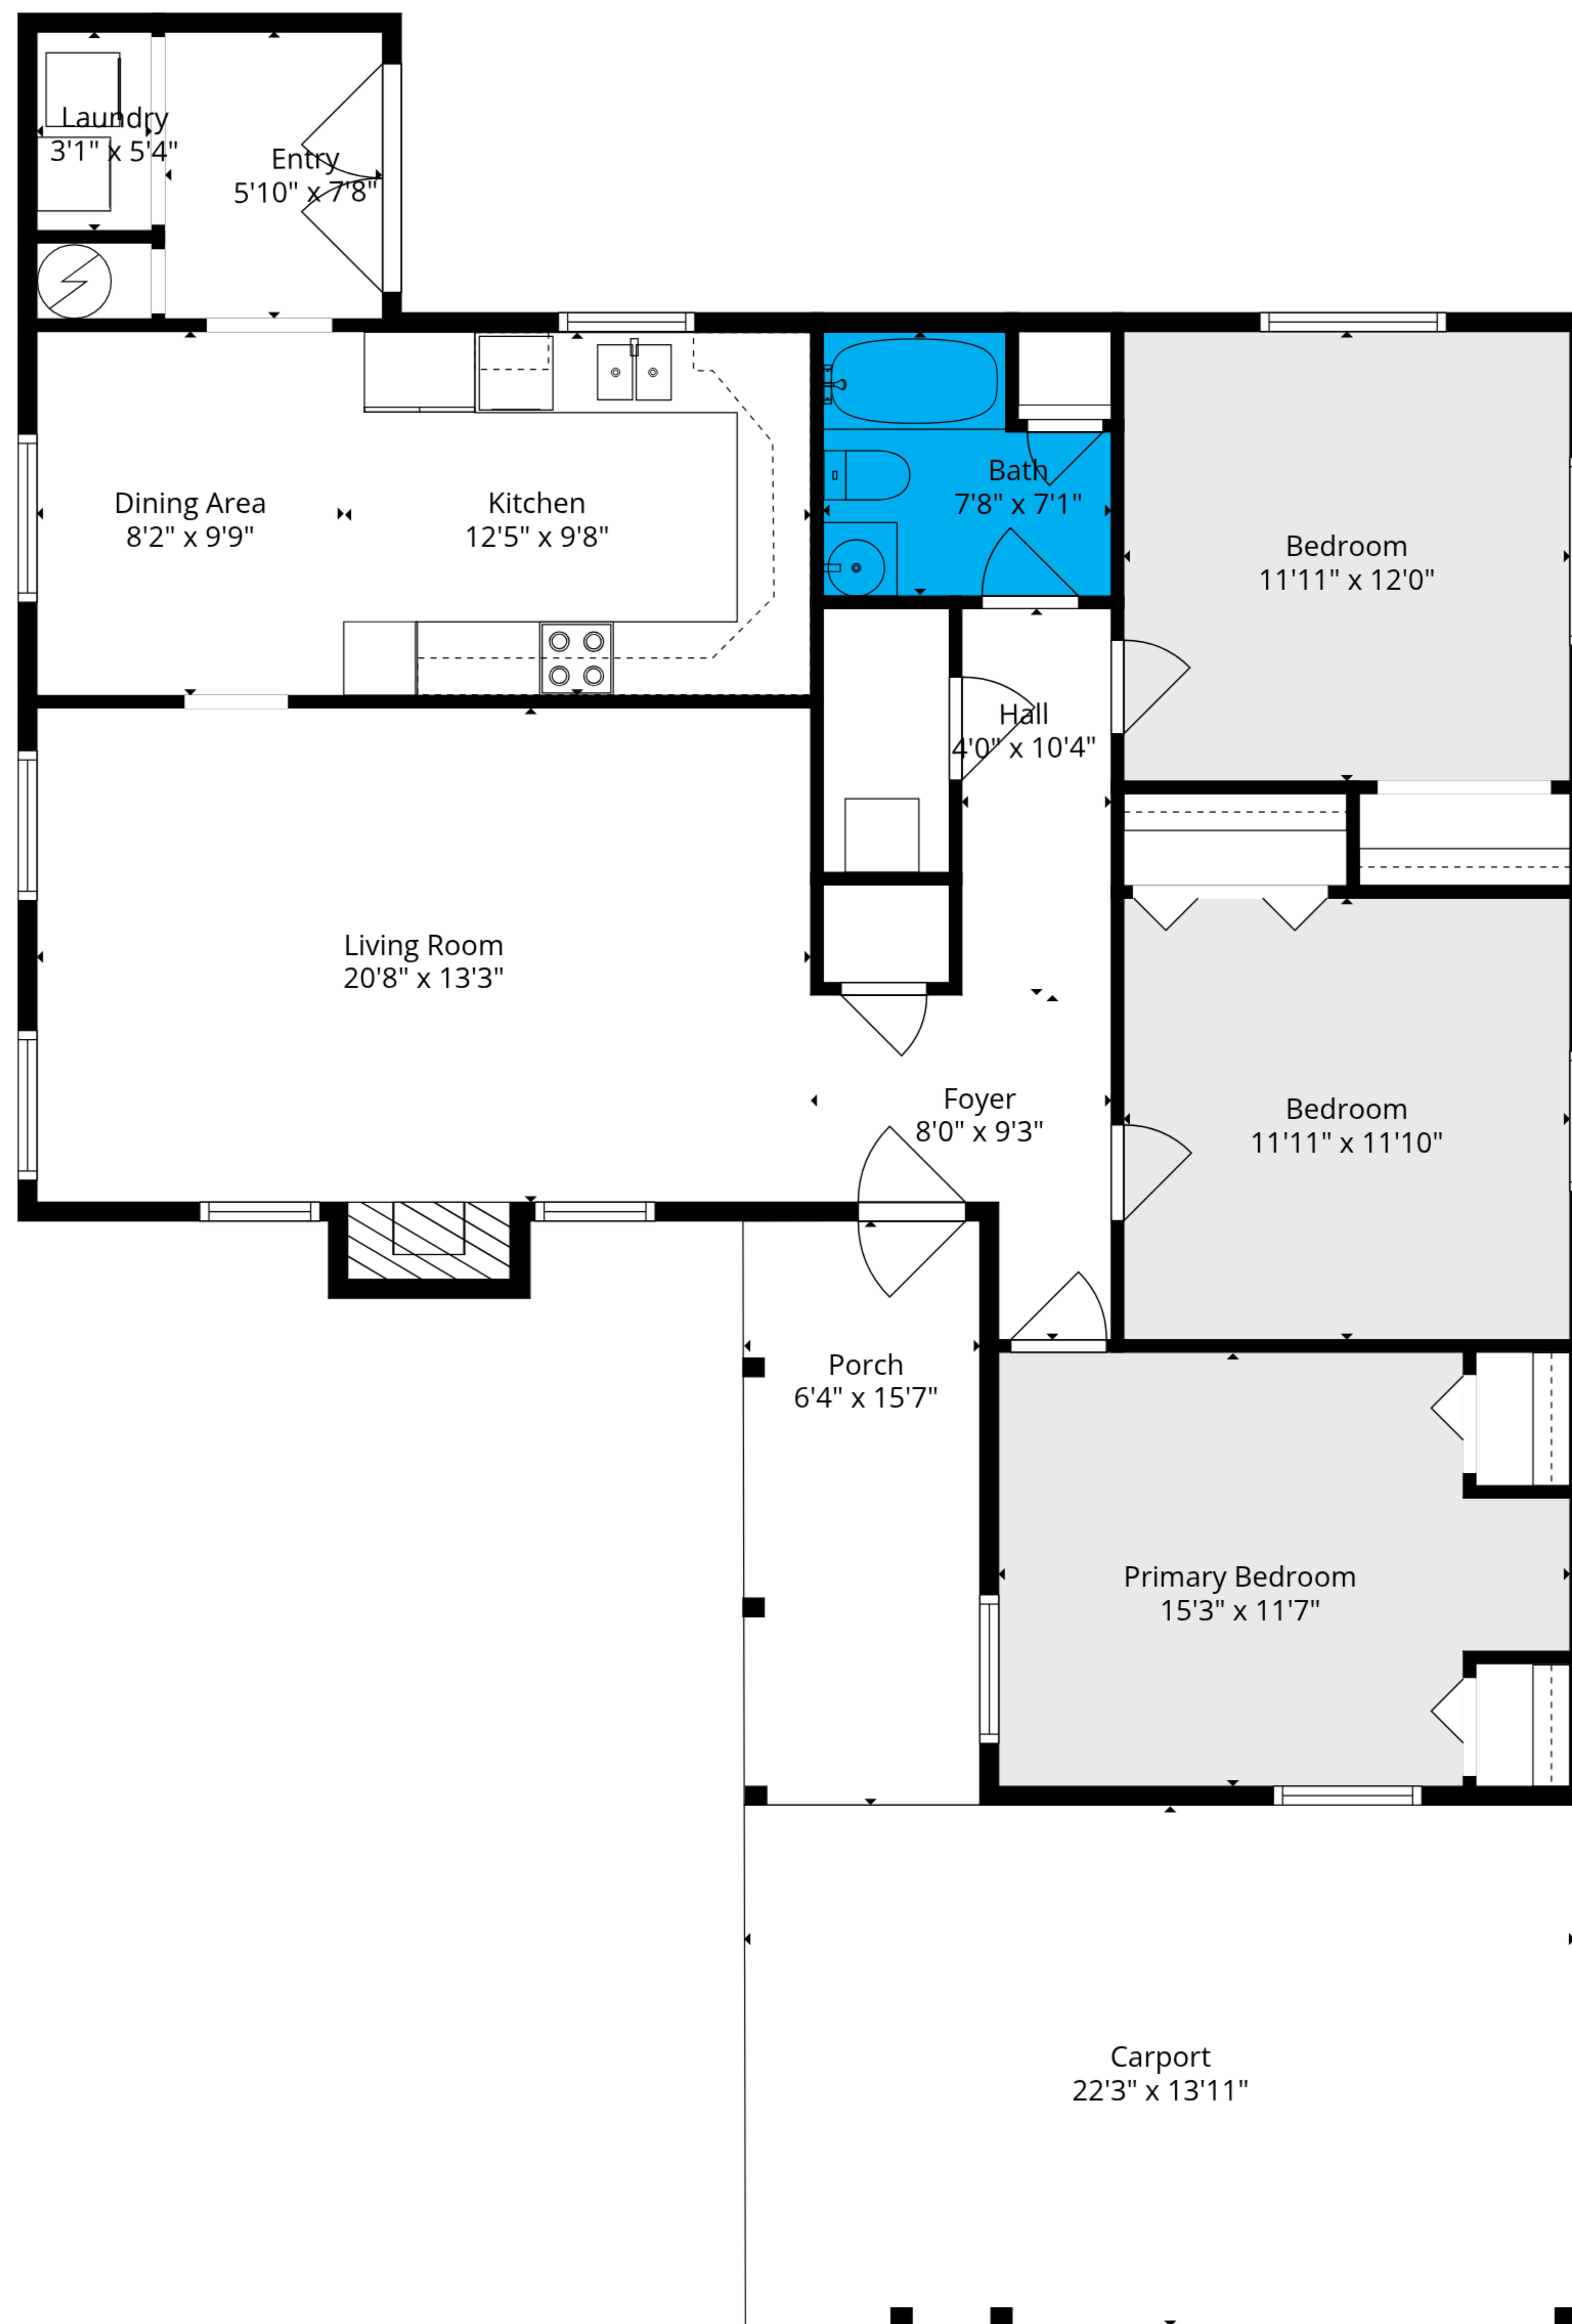 Laundry
3'1" x 5'4"
Entry
5'10" x 7'8"
Dining Area
8'2" x 9'9"
Kitchen
12'5" x 9'8"
Bath
7'8" x 7'1"
Bedroom
11'11" x 12'0"
Hall
4'0" x 10'4"
Living Room
20'8" x 13'3"
Foyer
8'0" x 9'3"
Bedroom
11'11" x 11'10"
Porch
6'4" x 15'7"
Primary Bedroom
15'3" x 11'7"
Carport
22'3" x 13'11"